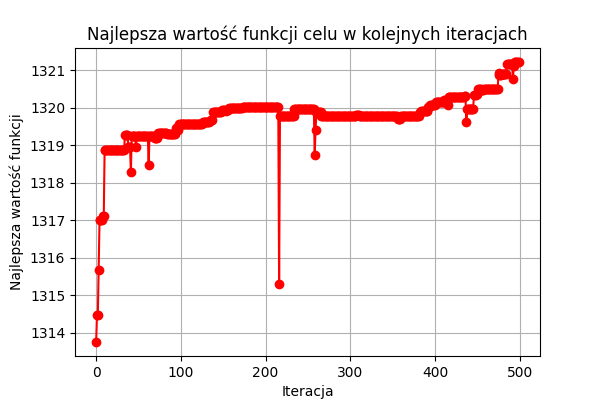 Najlepsza wartość funkcji celu w kolejnych iteracjach
Najlepsza wartość funkcji
1321
1320
1319
1318
1317
1316
1315
1314
0 100 200 300 400 500
Iteracja